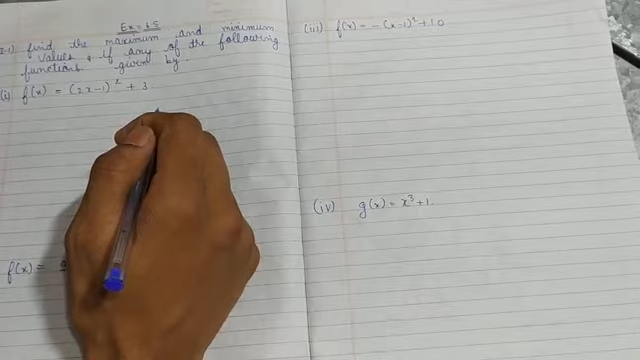 Ex = 6.5
find the maximum and minimum
values, if any of the following
functions given by.
(i) f(x) = (2x-1)² + 3
f(x) =
(iii) f(x) = -(x-1)² + 10
(iv) g(x) = x³ + 1.